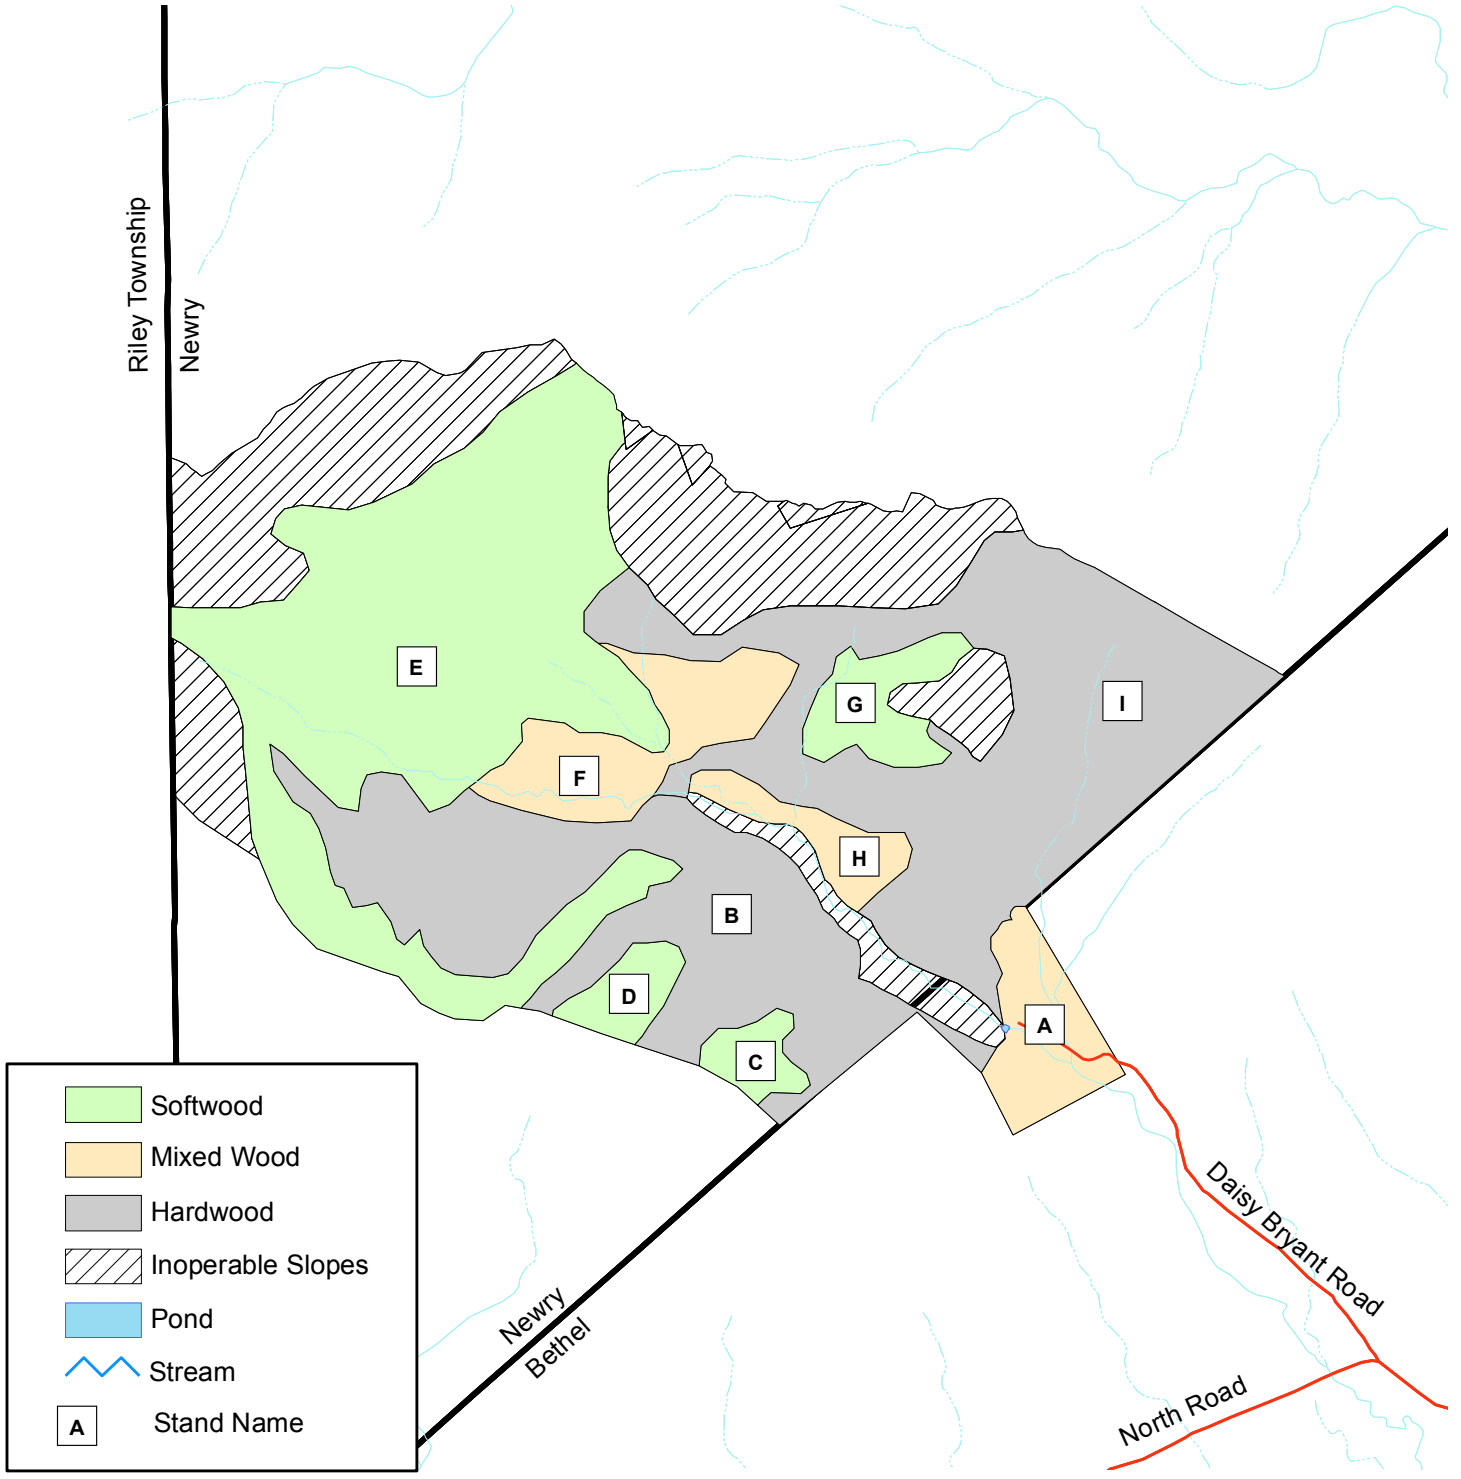 Riley Township
Newry
E
G
I
F
H
B
D
A
C
Softwood
Mixed Wood
Hardwood
Inoperable Slopes
Pond
Stream
A Stand Name
Newry
Bethel
Daisy Bryant Road
North Road